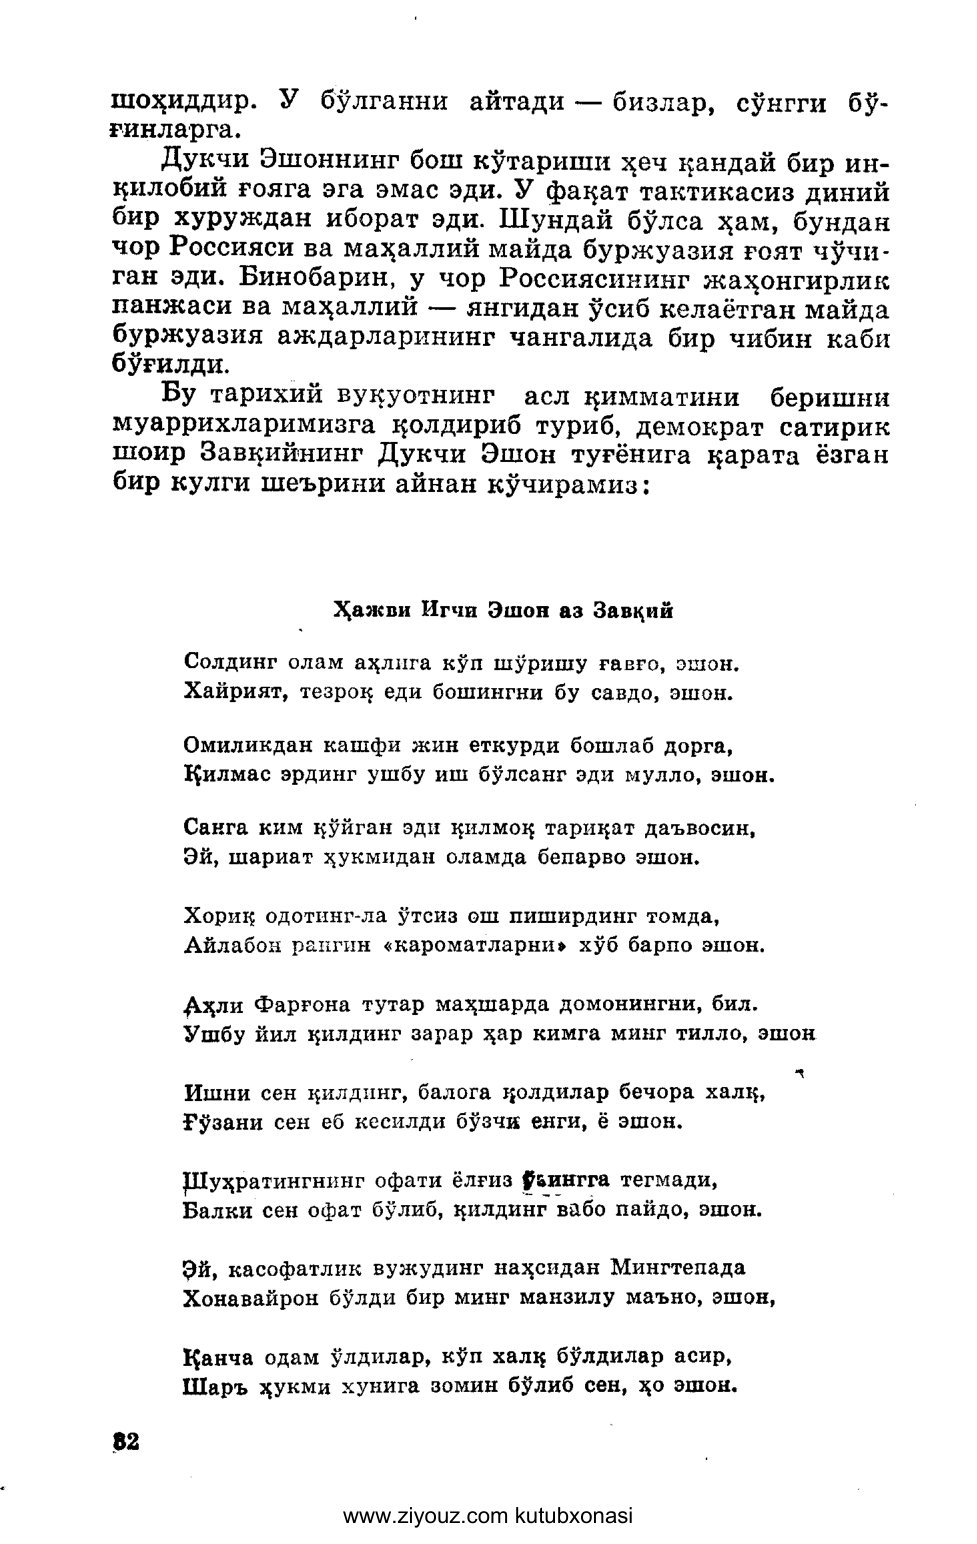 шоҳиддир. У бўлганни айтади — бизлар, сўнгги бў-
ғинларга.
Дукчи Эшоннинг бош кўтариши ҳеч қандай бир ин-
қилобий ғояга эга эмас эди. У фақат тактикасиз диний
бир хуруждан иборат эди. Шундай бўлса ҳам, бундан
чор Россияси ва маҳаллий майда буржуазия ғоят чўчи-
ган эди. Бинобарин, у чор Россиясининг жаҳонгирлик
панжаси ва маҳаллий — янгидан ўсиб келаётган майда
буржуазия аждарларининг чангалида бир чибин каби
бўғилди.
Бу тарихий вуқуотнинг асл қимматини беришни
муаррихларимизга қолдириб туриб, демократ сатирик
шоир Завқийнинг Дукчи Эшон туғёнига қарата ёзган
бир кулги шеърини айнан кўчирамиз:
Ҳажви Игчи Эшон аз Завқий
Солдинг олам аҳлига кўп шўришу ғавғо, эшон.
Хайрият, тезроқ еди бошингни бу савдо, эшон.
Омиликдан кашфи жин еткурди бошлаб дорга,
Қилмас эрдинг ушбу иш бўлсанг эди мулло, эшон.
Санга ким қўйган эди қилмоқ тариқат даъвосин,
Эй, шариат ҳукмидан оламда бепарво эшон.
Хориқ одотинг-ла ўтсиз ош пиширдинг томда,
Айлабон рангин «кароматларни» хўб барпо эшон.
Аҳли Фарғона тутар маҳшарда домонингни, бил.
Ушбу йил қилдинг зарар ҳар кимга минг тилло, эшон
Ишни сен қилдинг, балога қолдилар бечора халқ,
Ғўзани сен еб кесилди бўзчи енги, ё эшон.
Шуҳратингнинг офати ёлғиз ўзингга тегмади,
Балки сен офат бўлиб, қилдинг вабо пайдо, эшон.
Эй, касофатлик вужудинг наҳсидан Мингтепада
Хонавайрон бўлди бир минг манзилу маъно, эшон,
Қанча одам ўлдилар, кўп халқ бўлдилар асир,
Шаръ ҳукми хунига зомин бўлиб сен, ҳо эшон.
82
www.ziyouz.com kutubxonasi